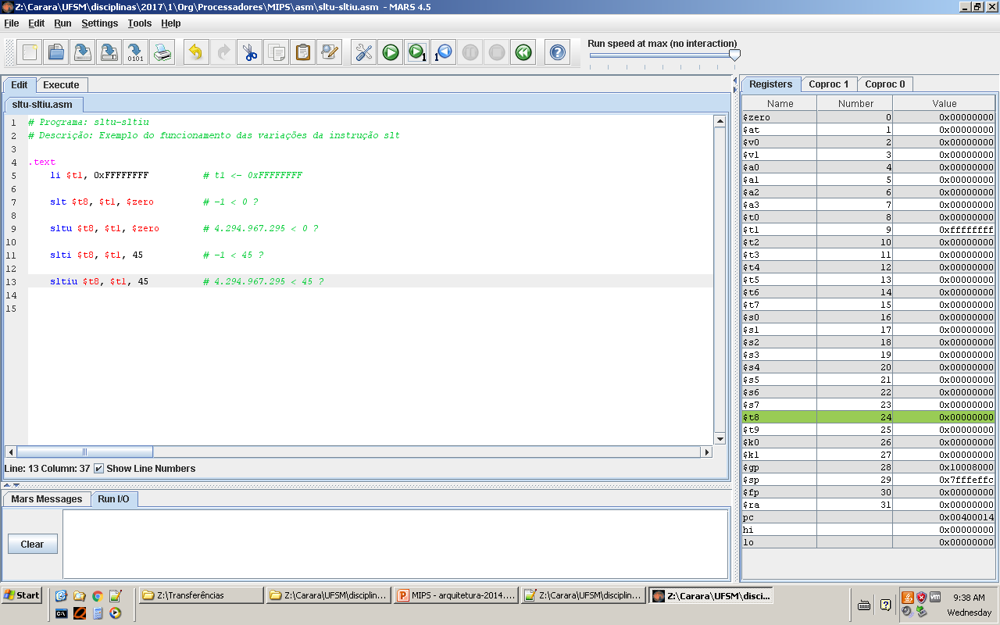 Z:\Carara\UFSM\disciplinas\2017\1\Org\Processadores\MIPS\asm\sltu-sltiu.asm - MARS 4.5
File Edit Run Settings Tools Help
Run speed at max (no interaction)
Edit Execute
sltu-sltiu.asm
1 # Programa: sltu-sltiu
2 # Descrição: Exemplo do funcionamento das variações da instrução slt
3
4 .text
5 li $t1, 0xFFFFFFFF # t1 <- 0xFFFFFFFF
6
7 slt $t8, $t1, $zero # -1 < 0 ?
8
9 sltu $t8, $t1, $zero # 4.294.967.295 < 0 ?
10
11 slti $t8, $t1, 45 # -1 < 45 ?
12
13 sltiu $t8, $t1, 45 # 4.294.967.295 < 45 ?
14
15
Line: 13 Column: 37 Show Line Numbers
Mars Messages Run I/O
Clear
Registers Coproc 1 Coproc 0
Name Number Value
$zero 0 0x00000000
$at 1 0x00000000
$v0 2 0x00000000
$v1 3 0x00000000
$a0 4 0x00000000
$a1 5 0x00000000
$a2 6 0x00000000
$a3 7 0x00000000
$t0 8 0x00000000
$t1 9 0xffffffff
$t2 10 0x00000000
$t3 11 0x00000000
$t4 12 0x00000000
$t5 13 0x00000000
$t6 14 0x00000000
$t7 15 0x00000000
$s0 16 0x00000000
$s1 17 0x00000000
$s2 18 0x00000000
$s3 19 0x00000000
$s4 20 0x00000000
$s5 21 0x00000000
$s6 22 0x00000000
$s7 23 0x00000000
$t8 24 0x00000000
$t9 25 0x00000000
$k0 26 0x00000000
$k1 27 0x00000000
$gp 28 0x10008000
$sp 29 0x7fffeffc
$fp 30 0x00000000
$ra 31 0x00000000
pc 0x00400014
hi 0x00000000
lo 0x00000000
Start Z:\Transferências Z:\Carara\UFSM\disciplin... MIPS - arquitetura-2014.... Z:\Carara\UFSM\disciplin... Z:\Carara\UFSM\disci...
9:38 AM
Wednesday